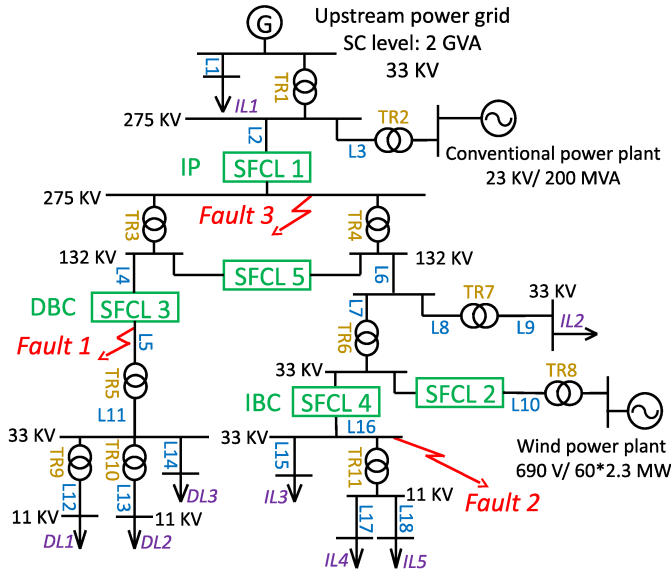 G
Upstream power grid
SC level: 2 GVA
33 KV
L1
TR1
IL1
275 KV
L2
TR2
L3
Conventional power plant
23 KV/ 200 MVA
IP
SFCL 1
275 KV
Fault 3
TR3
TR4
132 KV
SFCL 5
132 KV
L4
L6
DBC
SFCL 3
L7
TR7
33 KV
L8
L9
IL2
Fault 1
L5
TR6
TR5
33 KV
TR8
SFCL 2
L10
L11
IBC
SFCL 4
L16
Wind power plant
690 V/ 60*2.3 MW
33 KV
33 KV
TR9
TR10
L14
L15
TR11
Fault 2
L12
L13
DL3
IL3
11 KV
11 KV
11 KV
L17
L18
DL1
DL2
IL4
IL5